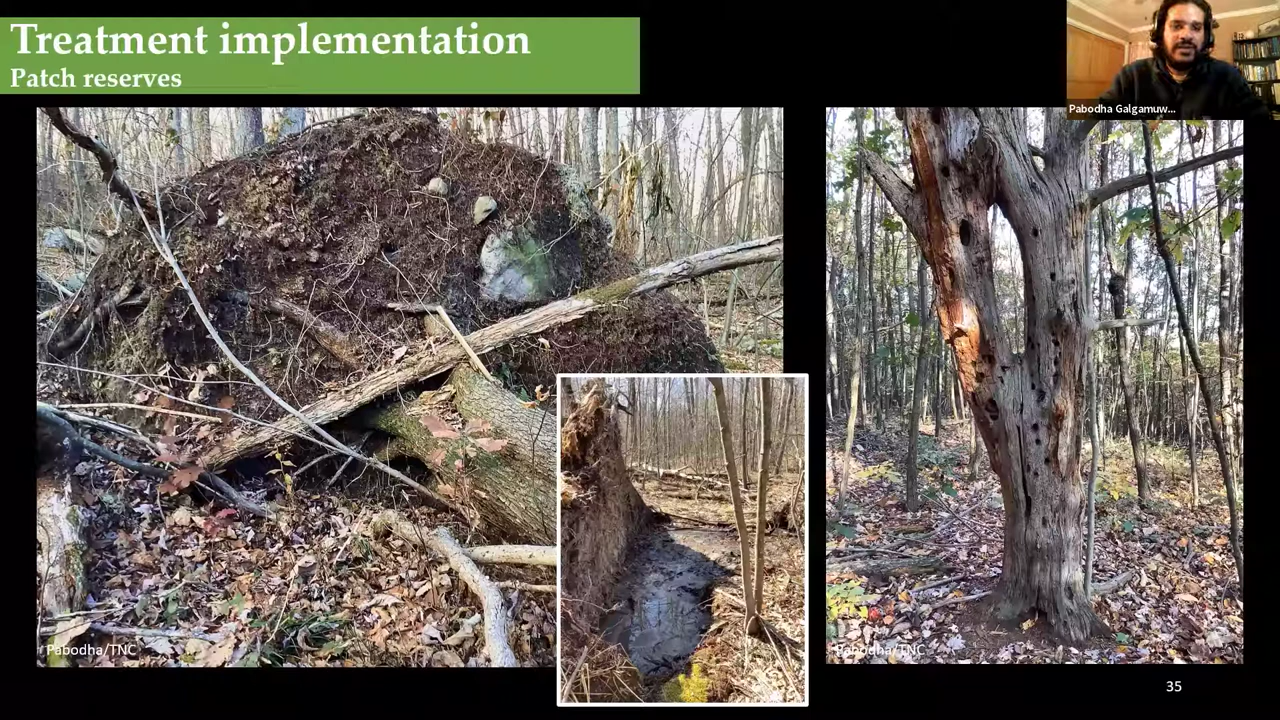 Treatment implementation
Patch reserves
Pabodha Galgamuw...
Pabodha/TNC
Pabodha/TNC
35